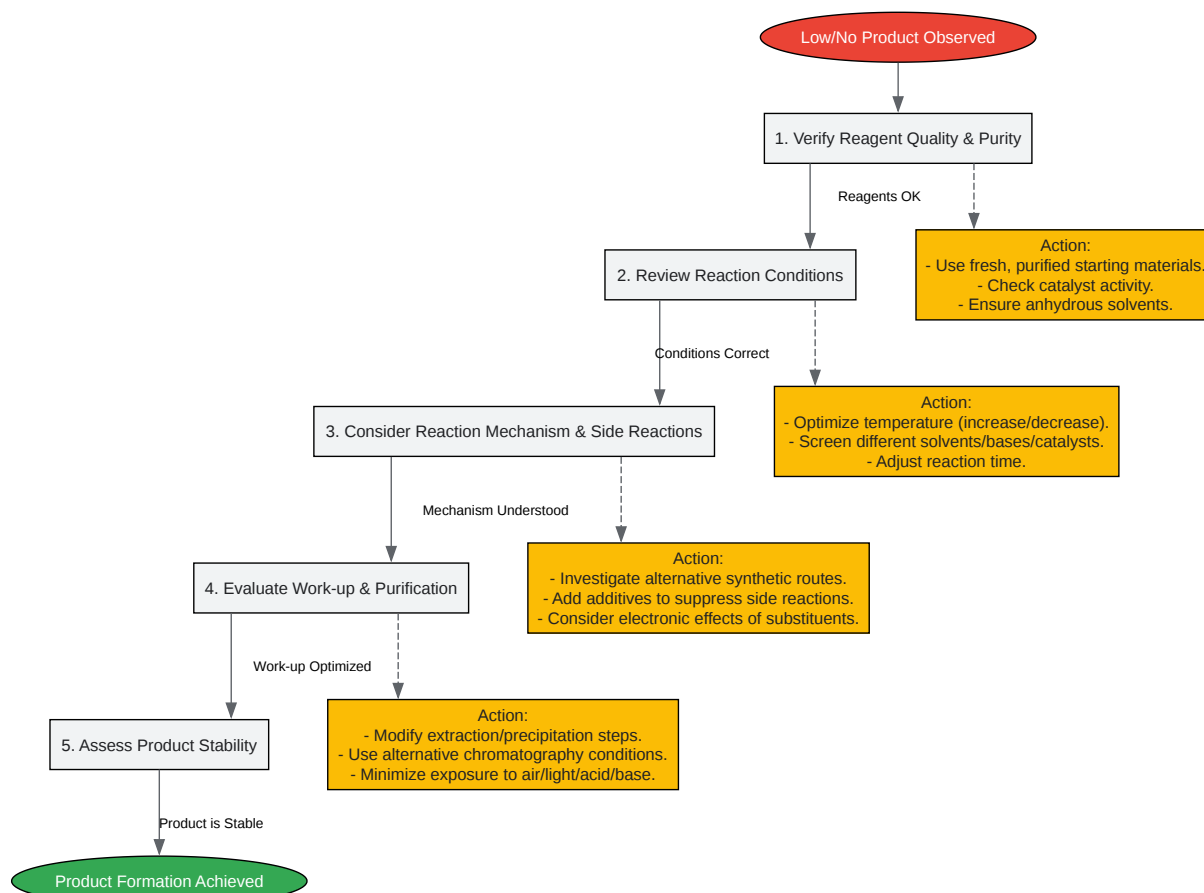 Low/No Product Observed
1. Verify Reagent Quality & Purity
Reagents OK
Action:
- Use fresh, purified starting materials.
- Check catalyst activity.
- Ensure anhydrous solvents.
2. Review Reaction Conditions
Conditions Correct
Action:
- Optimize temperature (increase/decrease).
- Screen different solvents/bases/catalysts.
- Adjust reaction time.
3. Consider Reaction Mechanism & Side Reactions
Mechanism Understood
Action:
- Investigate alternative synthetic routes.
- Add additives to suppress side reactions.
- Consider electronic effects of substituents.
4. Evaluate Work-up & Purification
Work-up Optimized
Action:
- Modify extraction/precipitation steps.
- Use alternative chromatography conditions.
- Minimize exposure to air/light/acid/base.
5. Assess Product Stability
Product is Stable
Product Formation Achieved